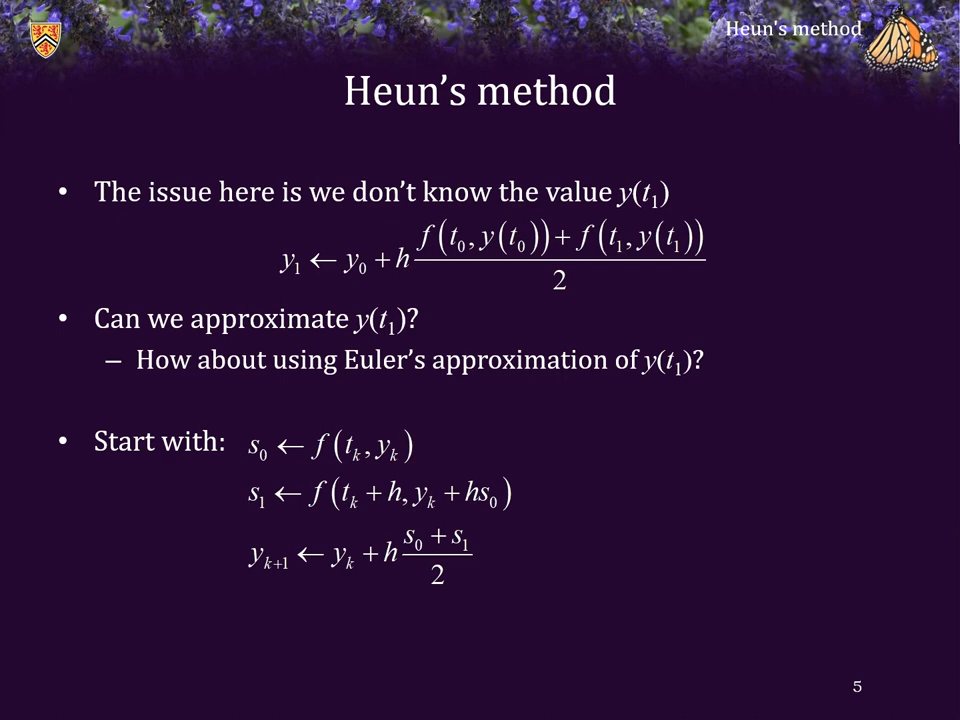 Heun's method
Heun’s method
• The issue here is we don’t know the value y(t₁)
y₁ ← y₀ + h (f(t₀, y(t₀)) + f(t₁, y(t₁))) / 2
• Can we approximate y(t₁)?
– How about using Euler’s approximation of y(t₁)?
• Start with: s₀ ← f(tₖ, yₖ)
s₁ ← f(tₖ + h, yₖ + hs₀)
yₖ₊₁ ← yₖ + h (s₀ + s₁) / 2
5